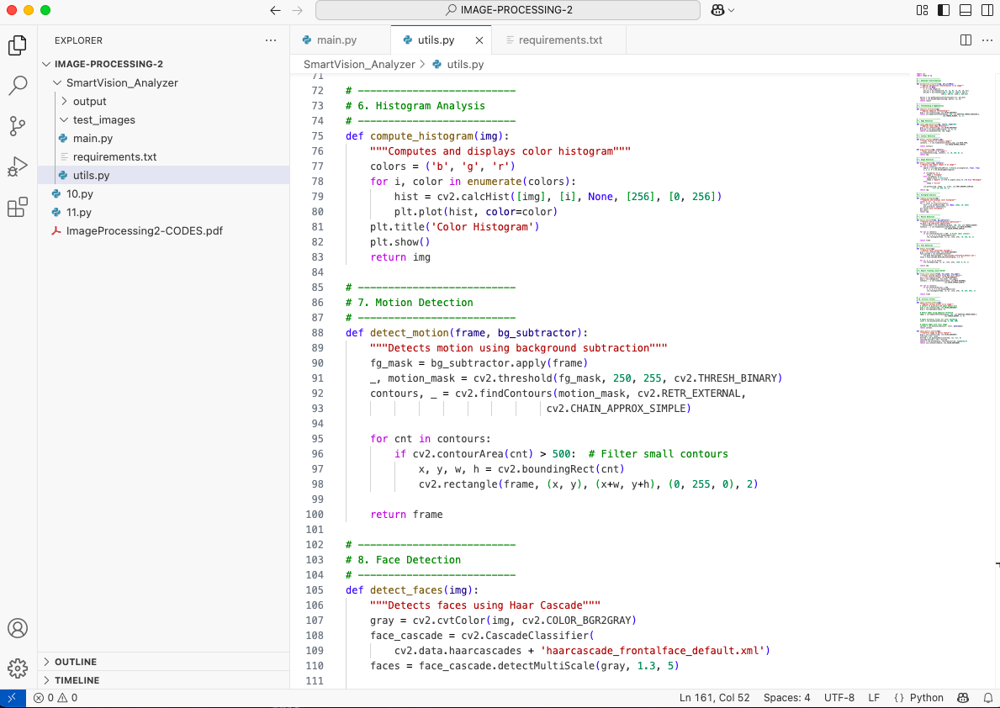 IMAGE-PROCESSING-2
EXPLORER
IMAGE-PROCESSING-2
SmartVision_Analyzer
output
test_images
main.py
requirements.txt
utils.py
10.py
11.py
ImageProcessing2-CODES.pdf
OUTLINE
TIMELINE
main.py
utils.py
requirements.txt
SmartVision_Analyzer > utils.py
71
72 # --------------------------
73 # 6. Histogram Analysis
74 # --------------------------
75 def compute_histogram(img):
76 """Computes and displays color histogram"""
77 colors = ('b', 'g', 'r')
78 for i, color in enumerate(colors):
79 hist = cv2.calcHist([img], [i], None, [256], [0, 256])
80 plt.plot(hist, color=color)
81 plt.title('Color Histogram')
82 plt.show()
83 return img
84
85 # --------------------------
86 # 7. Motion Detection
87 # --------------------------
88 def detect_motion(frame, bg_subtractor):
89 """Detects motion using background subtraction"""
90 fg_mask = bg_subtractor.apply(frame)
91 _, motion_mask = cv2.threshold(fg_mask, 250, 255, cv2.THRESH_BINARY)
92 contours, _ = cv2.findContours(motion_mask, cv2.RETR_EXTERNAL,
93 cv2.CHAIN_APPROX_SIMPLE)
94
95 for cnt in contours:
96 if cv2.contourArea(cnt) > 500: # Filter small contours
97 x, y, w, h = cv2.boundingRect(cnt)
98 cv2.rectangle(frame, (x, y), (x+w, y+h), (0, 255, 0), 2)
99
100 return frame
101
102 # --------------------------
103 # 8. Face Detection
104 # --------------------------
105 def detect_faces(img):
106 """Detects faces using Haar Cascade"""
107 gray = cv2.cvtColor(img, cv2.COLOR_BGR2GRAY)
108 face_cascade = cv2.CascadeClassifier(
109 cv2.data.haarcascades + 'haarcascade_frontalface_default.xml')
110 faces = face_cascade.detectMultiScale(gray, 1.3, 5)
111
0 0
Ln 161, Col 52 Spaces: 4 UTF-8 LF {} Python